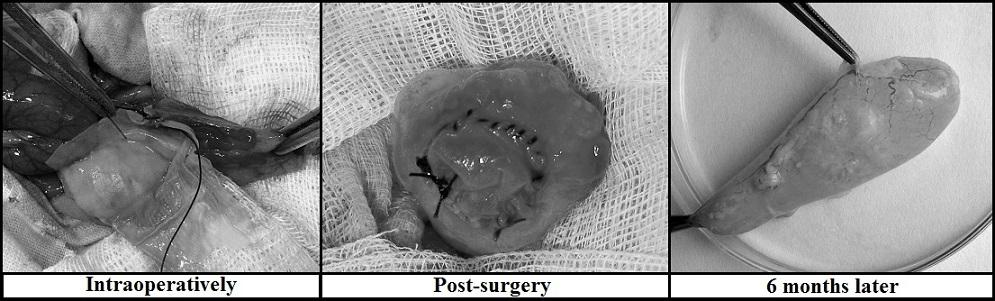 Intraoperatively
Post-surgery
6 months later